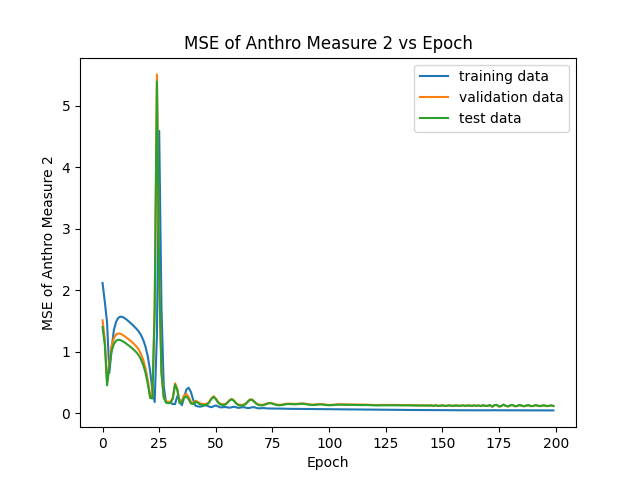 MSE of Anthro Measure 2 vs Epoch
training data
validation data
test data
MSE of Anthro Measure 2
5
4
3
2
1
0
0 25 50 75 100 125 150 175 200
Epoch